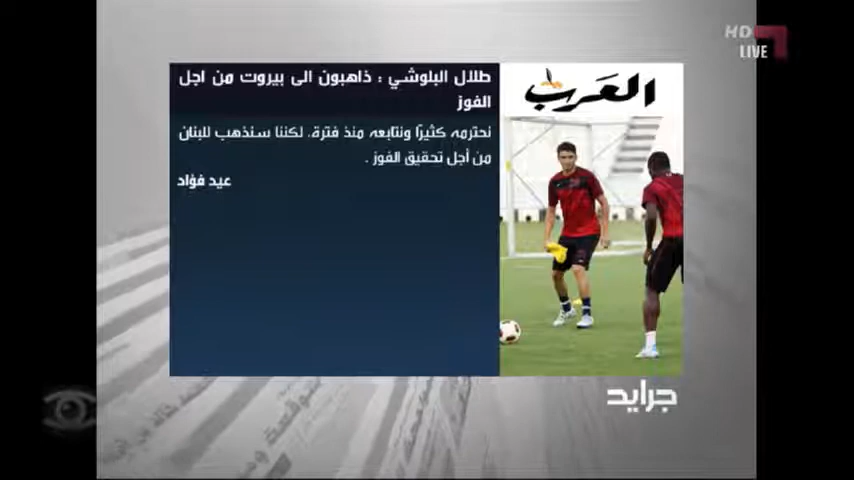 HD
LIVE
العرب
طلال البلوشي : ذاهبون الى بيروت من اجل
الفوز
نحترمه كثيرًا ونتابعه منذ فترة، لكننا سنذهب للبنان
من أجل تحقيق الفوز .
عيد فؤاد
جرايد